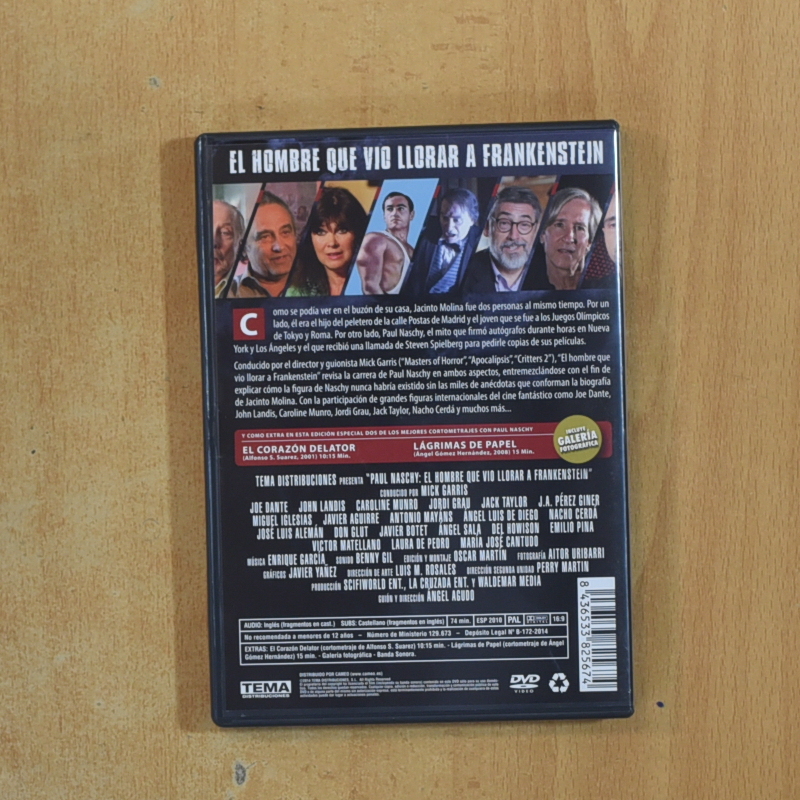 EL HOMBRE QUE VIO LLORAR A FRANKENSTEIN
Como se podía ver en el buzón de su casa, Jacinto Molina fue dos personas al mismo tiempo. Por un
lado, él era el hijo del peletero de la calle Postas de Madrid y el joven que se fue a los Juegos Olímpicos
de Tokyo y Roma. Por otro lado, Paul Naschy, el mito que firmó autógrafos durante horas en Nueva
York y Los Ángeles y el que recibió una llamada de Steven Spielberg para pedirle copias de sus películas.
Conducido por el director y guionista Mick Garris ("Masters of Horror", "Apocalipsis", "Critters 2"), "El hombre que
vio llorar a Frankenstein" revisa la carrera de Paul Naschy en ambos aspectos, entremezclándose con el fin de
explicar cómo la figura de Naschy nunca habría existido sin las miles de anécdotas que conforman la biografía
de Jacinto Molina. Con la participación de grandes figuras internacionales del cine fantástico como Joe Dante,
John Landis, Caroline Munro, Jordi Grau, Jack Taylor, Nacho Cerdá y muchos más...
Y COMO EXTRA EN ESTA EDICIÓN ESPECIAL DOS DE LOS MEJORES CORTOMETRAJES CON PAUL NASCHY
EL CORAZÓN DELATOR
(Alfonso S. Suarez, 2001) 10:15 Min.
LÁGRIMAS DE PAPEL
(Ángel Gómez Hernández, 2008) 15 Min.
INCLUYE
GALERÍA
FOTOGRÁFICA
TEMA DISTRIBUCIONES PRESENTA "PAUL NASCHY: EL HOMBRE QUE VIO LLORAR A FRANKENSTEIN"
CONDUCIDO POR MICK GARRIS
JOE DANTE JOHN LANDIS CAROLINE MUNRO JORDI GRAU JACK TAYLOR J.A. PÉREZ GINER
MIGUEL IGLESIAS JAVIER AGUIRRE ANTONIO MAYANS ÁNGEL LUIS DE DIEGO NACHO CERDÁ
JOSÉ LUIS ALEMÁN DON GLUT JAVIER BOTET ÁNGEL SALA DEL HOWISON EMILIO PINA
VICTOR MATELLANO LAURA DE PEDRO MARÍA JOSÉ CANTUDO
MÚSICA ENRIQUE GARCÍA SONIDO BENNY GIL EDICIÓN Y MONTAJE OSCAR MARTÍN FOTOGRAFÍA AITOR URIBARRI
GRÁFICOS JAVIER YAÑEZ DIRECCIÓN DE ARTE LUIS M. ROSALES DIRECCIÓN SEGUNDA UNIDAD PERRY MARTIN
PRODUCCIÓN SCIFIWORLD ENT., LA CRUZADA ENT. Y WALDEMAR MEDIA
GUIÓN Y DIRECCIÓN ÁNGEL AGUDO
AUDIO: Inglés (fragmentos en cast.) SUBS: Castellano (fragmentos en inglés) 74 min. ESP 2010 PAL 16:9
No recomendada a menores de 12 años – Número de Ministerio 129.673 – Depósito Legal Nº B-172-2014
EXTRAS: El Corazón Delator (cortometraje de Alfonso S. Suarez) 10:15 min. - Lágrimas de Papel (cortometraje de Ángel
Gómez Hernández) 15 min. - Galería fotográfica - Banda Sonora.
TEMA
DISTRIBUCIONES
DISTRIBUIDO POR CAMEO (www.cameo.es)
DVD
VIDEO
8 436533 825674